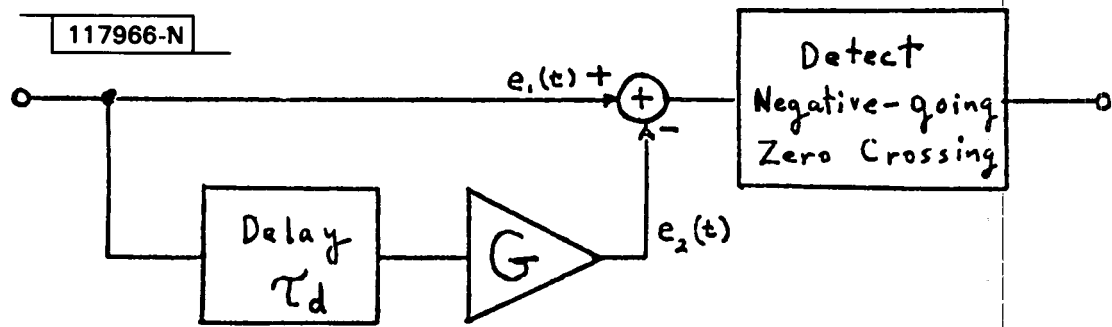 117966-N
e₁(t) +
+
-
Detect
Negative-going
Zero Crossing
Delay
τd
G
e₂(t)